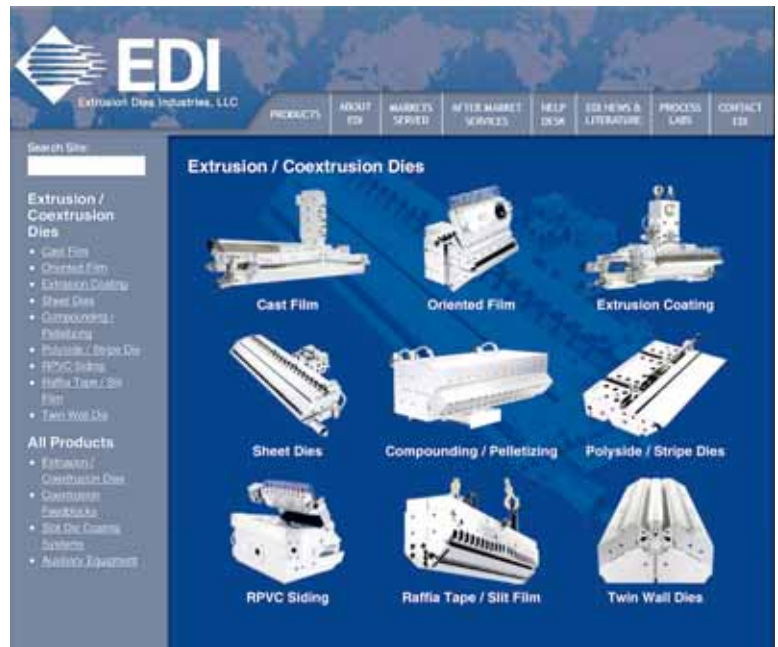 EDI
Extrusion Dies Industries, LLC
PRODUCTS
ABOUT
EDI
MARKETS
SERVED
AFTER MARKET
SERVICES
HELP
DESK
EDI NEWS &
LITERATURE
PROCESS
LABS
CONTACT
EDI
Search Site:
Extrusion /
Coextrusion
Dies
Cast Film
Oriented Film
Extrusion Coating
Sheet Dies
Compounding /
Pelletizing
Polyside / Stripe Die
RPVC Siding
Raffia Tape / Slit
Film
Twin Wall Die
All Products
Extrusion /
Coextrusion Dies
Coextrusion
Feedblocks
Slot Die Coating
Systems
Auxiliary Equipment
Extrusion / Coextrusion Dies
Cast Film
Oriented Film
Extrusion Coating
Sheet Dies
Compounding / Pelletizing
Polyside / Stripe Dies
RPVC Siding
Raffia Tape / Slit Film
Twin Wall Dies